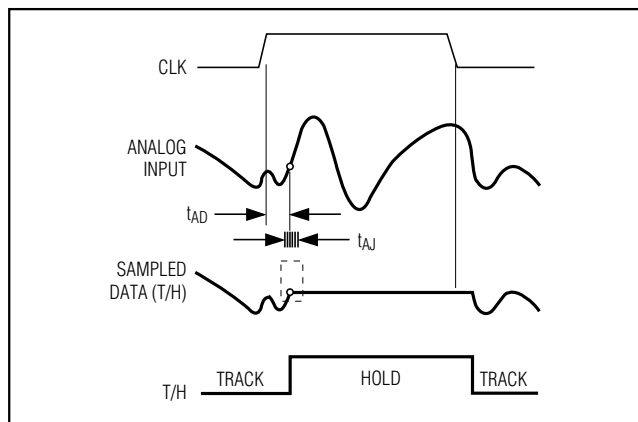 CLK
ANALOG
INPUT
tAD
tAJ
SAMPLED
DATA (T/H)
TRACK
HOLD
TRACK
T/H